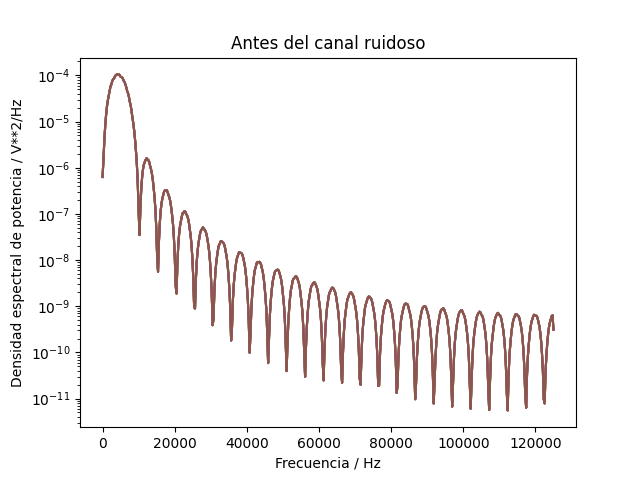 Antes del canal ruidoso
Densidad espectral de potencia / V**2/Hz
10⁻⁴
10⁻⁵
10⁻⁶
10⁻⁷
10⁻⁸
10⁻⁹
10⁻¹⁰
10⁻¹¹
0 20000 40000 60000 80000 100000 120000
Frecuencia / Hz